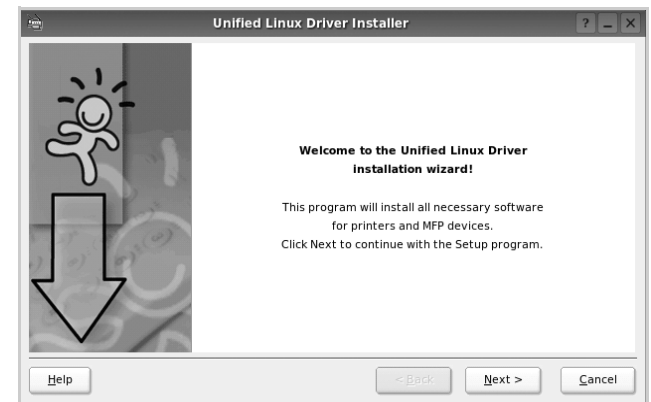 Unified Linux Driver Installer
Welcome to the Unified Linux Driver
installation wizard!
This program will install all necessary software
for printers and MFP devices.
Click Next to continue with the Setup program.
Help
< Back
Next >
Cancel